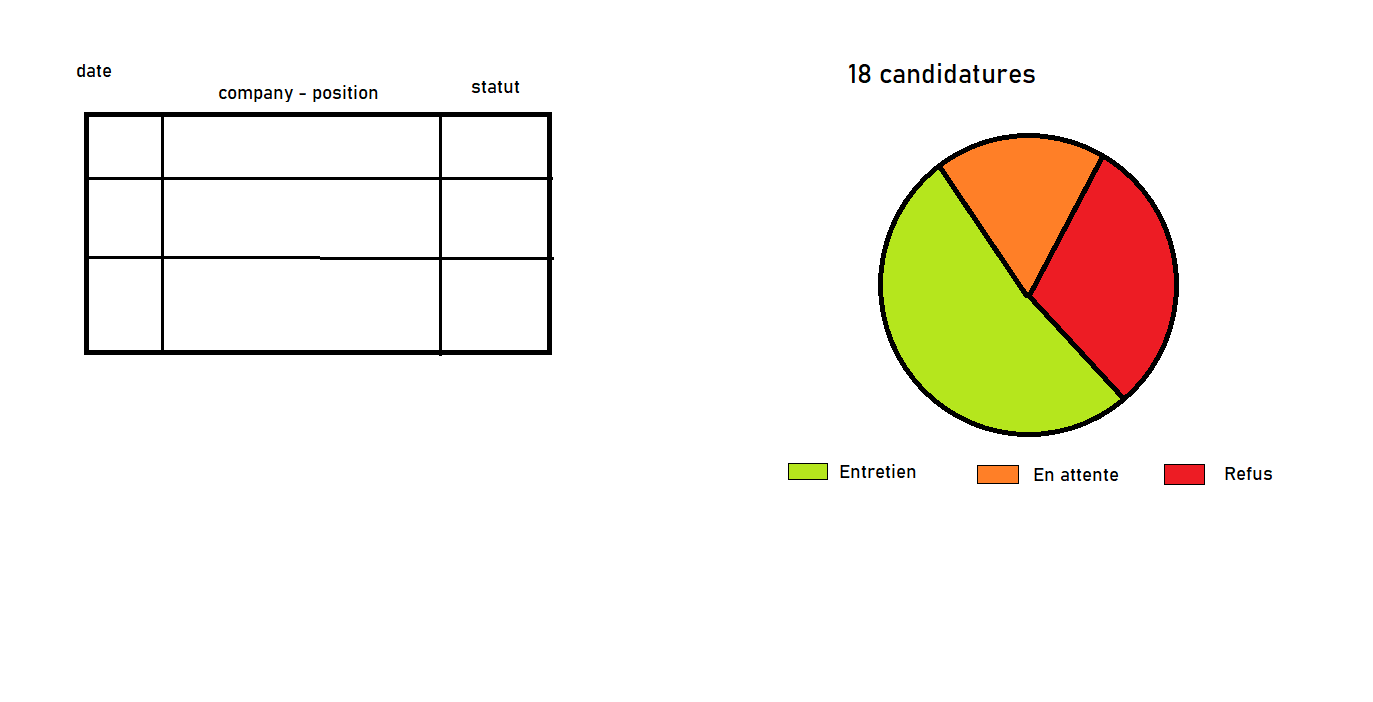 date
company - position
statut
18 candidatures
Entretien
En attente
Refus